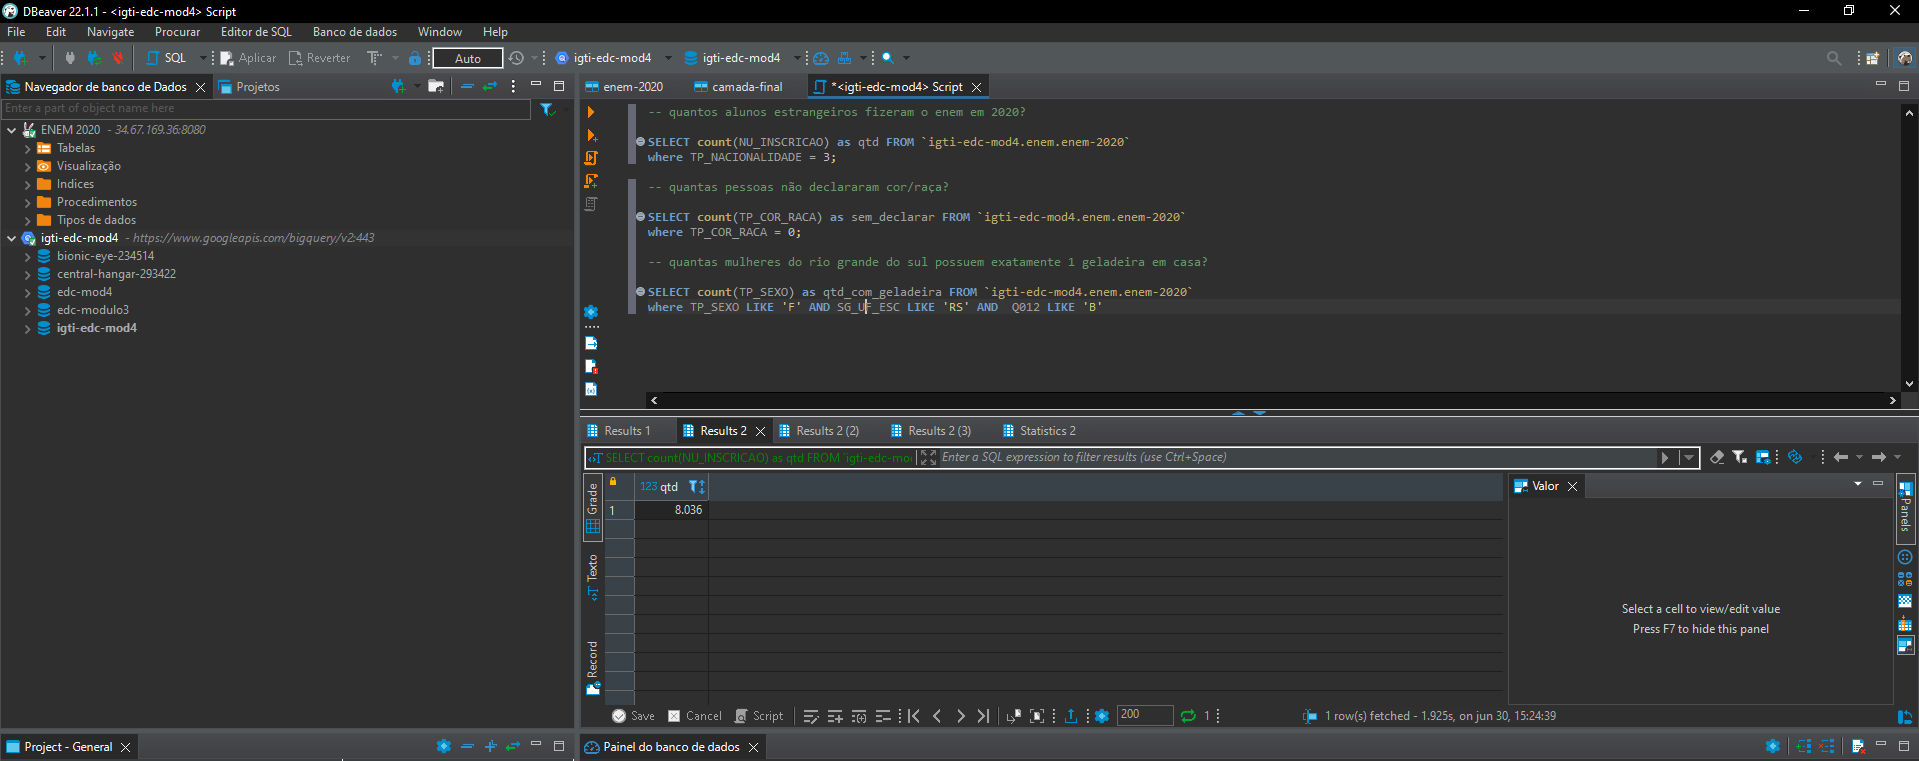 DBeaver 22.1.1 - <igti-edc-mod4> Script
File Edit Navigate Procurar Editor de SQL Banco de dados Window Help
SQL Aplicar Reverter Auto igti-edc-mod4 igti-edc-mod4
Navegador de banco de Dados Projetos
Enter a part of object name here
ENEM 2020 - 34.67.169.36:8080
Tabelas
Visualização
Indices
Procedimentos
Tipos de dados
igti-edc-mod4 - https://www.googleapis.com/bigquery/v2:443
bionic-eye-234514
central-hangar-293422
edc-mod4
edc-modulo3
igti-edc-mod4
Project - General
enem-2020 camada-final *<igti-edc-mod4> Script
-- quantos alunos estrangeiros fizeram o enem em 2020?
SELECT count(NU_INSCRICAO) as qtd FROM `igti-edc-mod4.enem.enem-2020`
where TP_NACIONALIDADE = 3;
-- quantas pessoas não declararam cor/raça?
SELECT count(TP_COR_RACA) as sem_declarar FROM `igti-edc-mod4.enem.enem-2020`
where TP_COR_RACA = 0;
-- quantas mulheres do rio grande do sul possuem exatamente 1 geladeira em casa?
SELECT count(TP_SEXO) as qtd_com_geladeira FROM `igti-edc-mod4.enem.enem-2020`
where TP_SEXO LIKE 'F' AND SG_UF_ESC LIKE 'RS' AND  Q012 LIKE 'B'
Results 1 Results 2 Results 2 (2) Results 2 (3) Statistics 2
SELECT count(NU_INSCRICAO) as qtd FROM `igti-edc-mo Enter a SQL expression to filter results (use Ctrl+Space)
Grade
Texto
Record
123 qtd
1 8.036
Valor
Select a cell to view/edit value
Press F7 to hide this panel
Panels
Save Cancel Script 200 1 1 row(s) fetched - 1.925s, on jun 30, 15:24:39
Painel do banco de dados